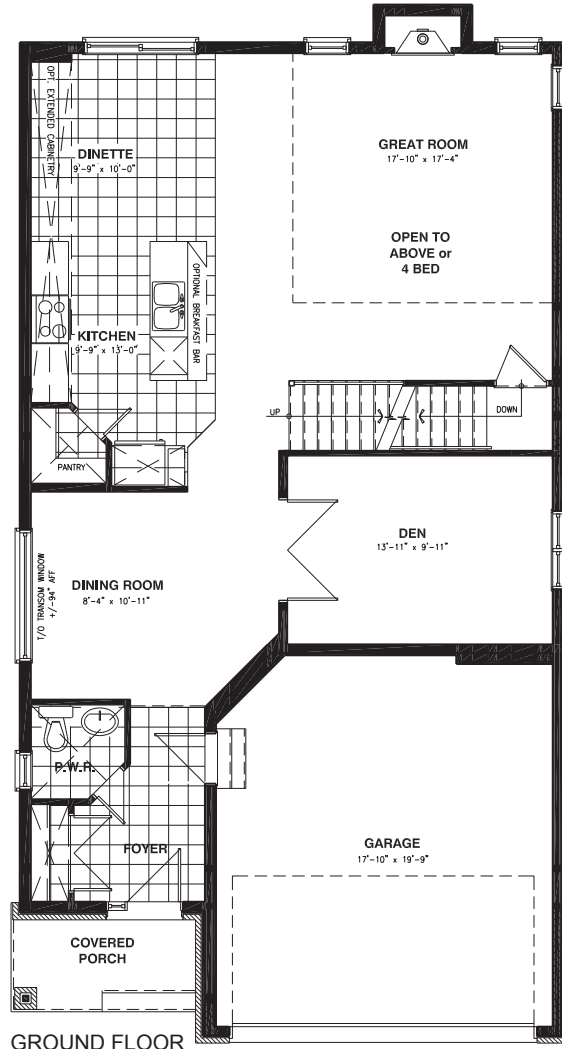 OPT. EXTENDED CABINETRY
DINETTE
9'-9" x 10'-0"
GREAT ROOM
17'-10" x 17'-4"
OPEN TO
ABOVE or
4 BED
OPTIONAL BREAKFAST BAR
KITCHEN
9'-9" x 13'-0"
UP
DOWN
PANTRY
DEN
13'-11" x 9'-11"
T/O TRANSOM WINDOW
+/-94" AFF
DINING ROOM
8'-4" x 10'-11"
P.W.R.
FOYER
GARAGE
17'-10" x 19'-9"
COVERED
PORCH
GROUND FLOOR